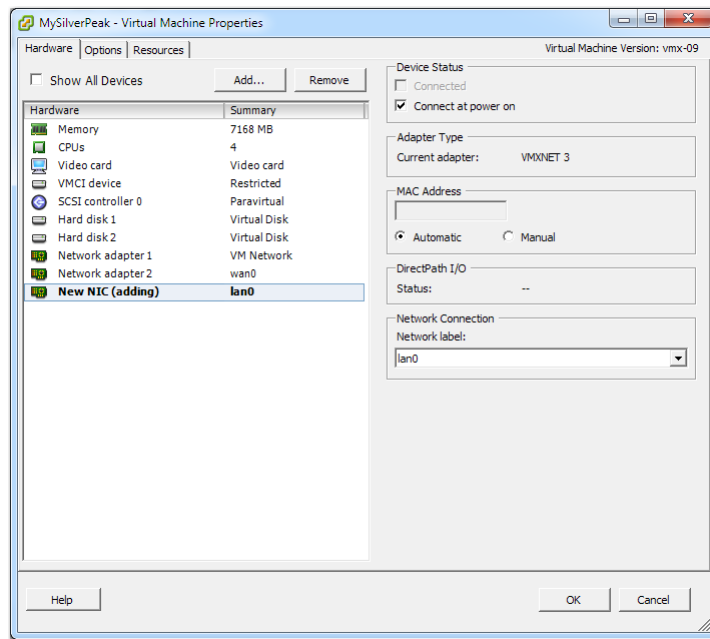 MySilverPeak - Virtual Machine Properties
Hardware Options Resources Virtual Machine Version: vmx-09
Show All Devices Add... Remove
Hardware Summary
Memory 7168 MB
CPUs 4
Video card Video card
VMCI device Restricted
SCSI controller 0 Paravirtual
Hard disk 1 Virtual Disk
Hard disk 2 Virtual Disk
Network adapter 1 VM Network
Network adapter 2 wan0
New NIC (adding) lan0
Device Status
Connected
Connect at power on
Adapter Type
Current adapter: VMXNET 3
MAC Address
Automatic Manual
DirectPath I/O
Status: --
Network Connection
Network label:
lan0
Help OK Cancel